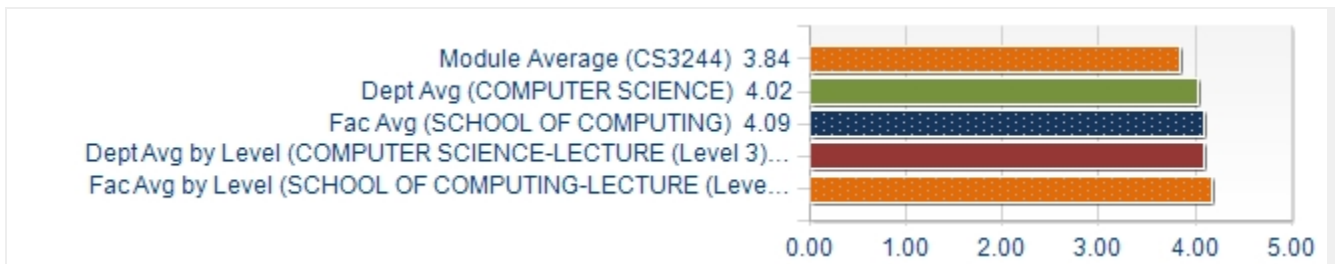 Module Average (CS3244) 3.84
Dept Avg (COMPUTER SCIENCE) 4.02
Fac Avg (SCHOOL OF COMPUTING) 4.09
Dept Avg by Level (COMPUTER SCIENCE-LECTURE (Level 3)...
Fac Avg by Level (SCHOOL OF COMPUTING-LECTURE (Leve...
0.00 1.00 2.00 3.00 4.00 5.00